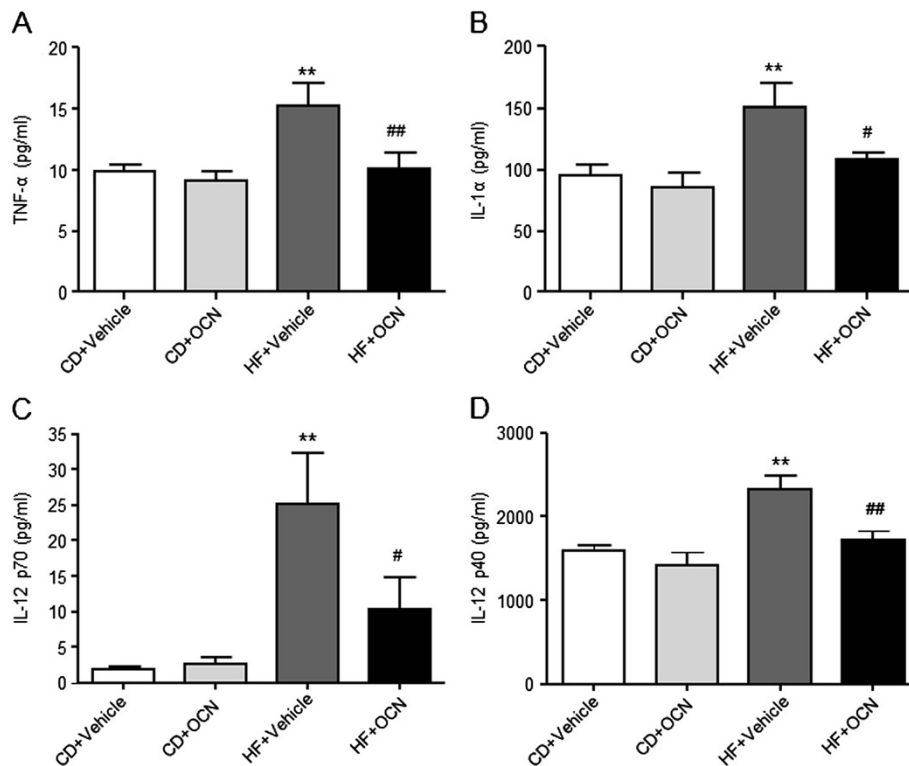 A
TNF-α (pg/ml)
20
15
10
5
0
**
##
CD+Vehicle
CD+OCN
HF+Vehicle
HF+OCN
B
IL-1α (pg/ml)
200
150
100
50
0
**
#
CD+Vehicle
CD+OCN
HF+Vehicle
HF+OCN
C
IL-12 p70 (pg/ml)
35
30
25
20
15
10
5
0
**
#
CD+Vehicle
CD+OCN
HF+Vehicle
HF+OCN
D
IL-12 p40 (pg/ml)
3000
2000
1000
0
**
##
CD+Vehicle
CD+OCN
HF+Vehicle
HF+OCN